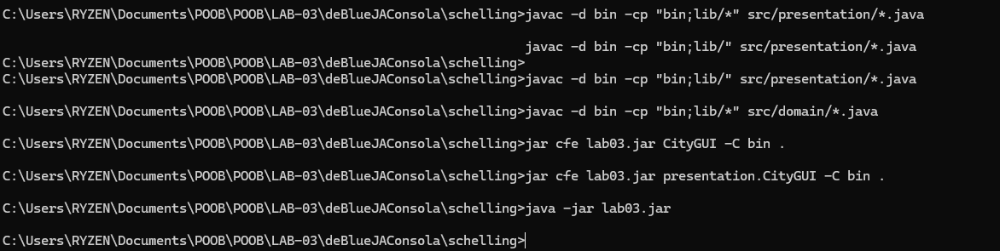 C:\Users\RYZEN\Documents\POOB\POOB\LAB-03\deBlueJAConsola\schelling>javac -d bin -cp "bin;lib/*" src/presentation/*.java
javac -d bin -cp "bin;lib/" src/presentation/*.java
C:\Users\RYZEN\Documents\POOB\POOB\LAB-03\deBlueJAConsola\schelling>
C:\Users\RYZEN\Documents\POOB\POOB\LAB-03\deBlueJAConsola\schelling>javac -d bin -cp "bin;lib/" src/presentation/*.java
C:\Users\RYZEN\Documents\POOB\POOB\LAB-03\deBlueJAConsola\schelling>javac -d bin -cp "bin;lib/*" src/domain/*.java
C:\Users\RYZEN\Documents\POOB\POOB\LAB-03\deBlueJAConsola\schelling>jar cfe lab03.jar CityGUI -C bin .
C:\Users\RYZEN\Documents\POOB\POOB\LAB-03\deBlueJAConsola\schelling>jar cfe lab03.jar presentation.CityGUI -C bin .
C:\Users\RYZEN\Documents\POOB\POOB\LAB-03\deBlueJAConsola\schelling>java -jar lab03.jar
C:\Users\RYZEN\Documents\POOB\POOB\LAB-03\deBlueJAConsola\schelling>